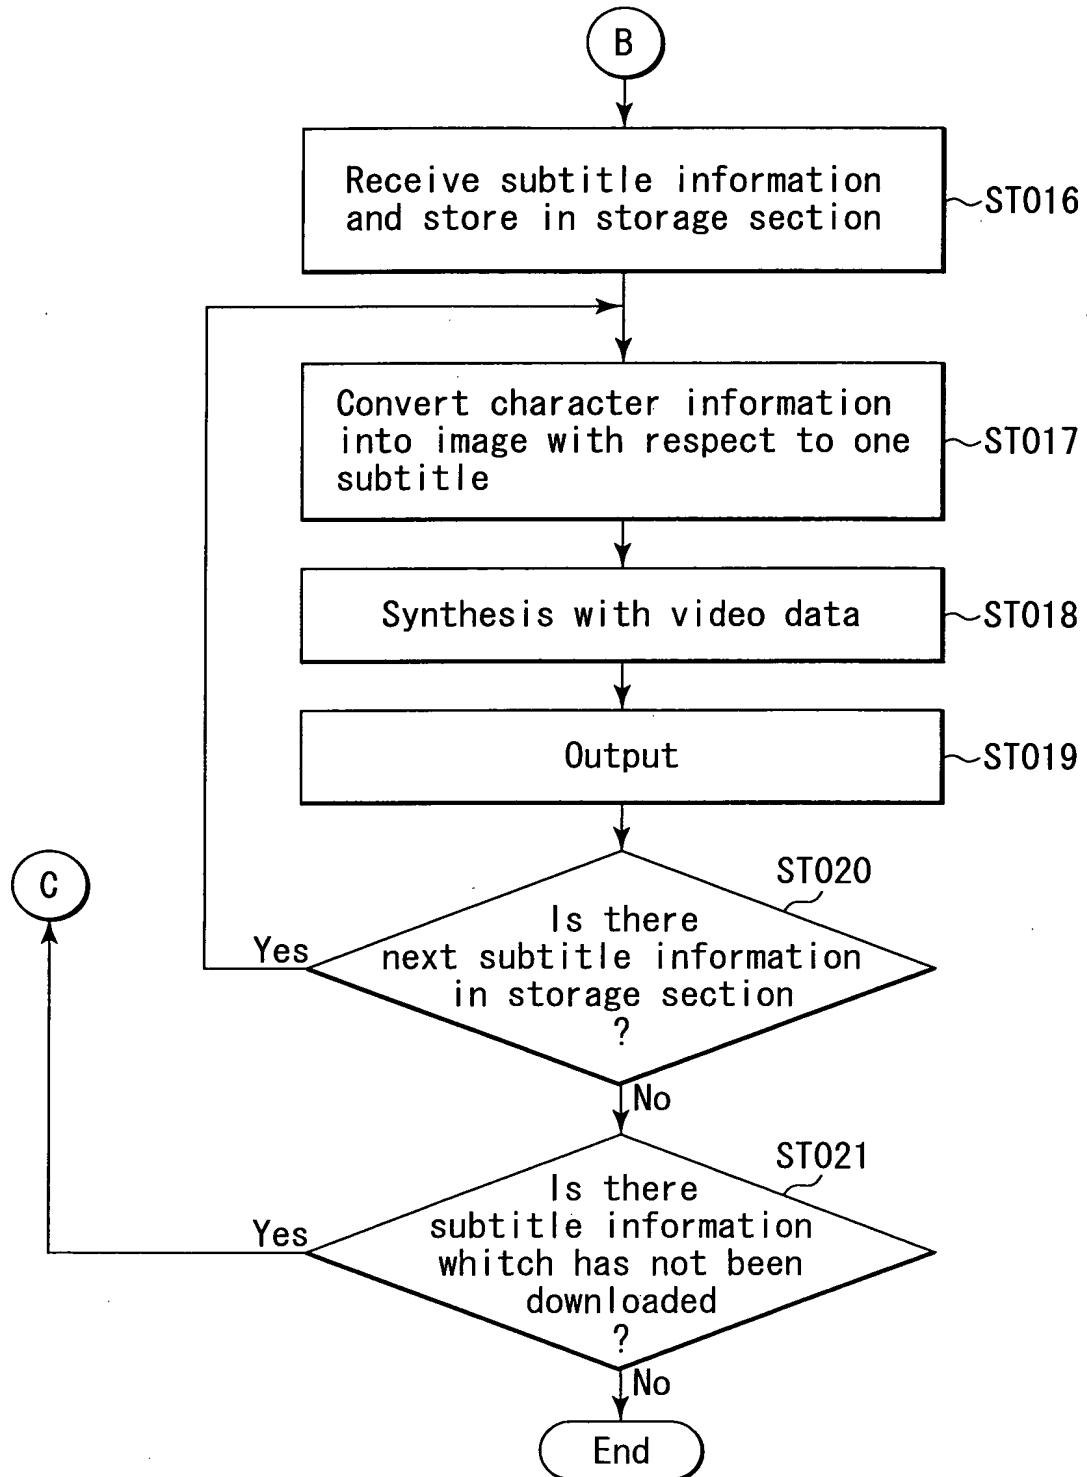 B
Receive subtitle information
and store in storage section
ST016
Convert character information
into image with respect to one
subtitle
ST017
Synthesis with video data
ST018
Output
ST019
C
ST020
Is there
next subtitle information
in storage section
?
Yes
No
ST021
Is there
subtitle information
whitch has not been
downloaded
?
Yes
No
End